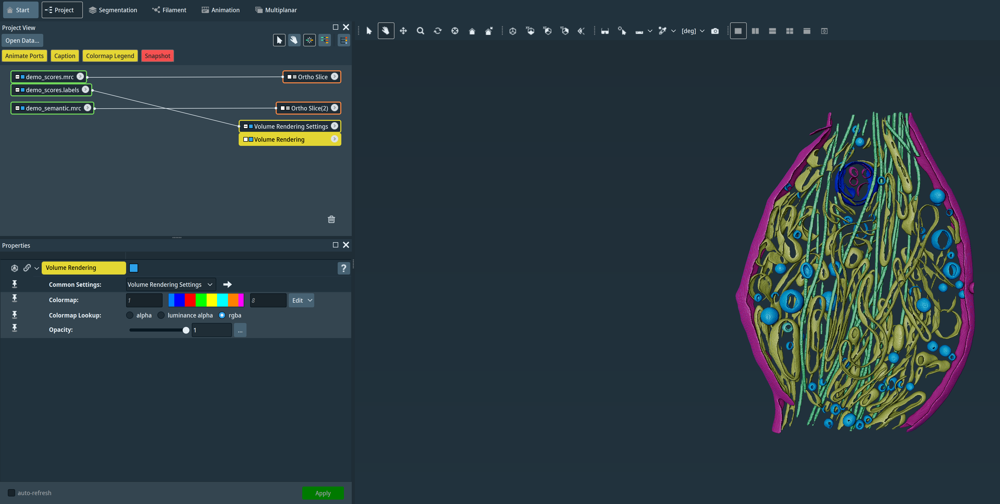 Start Project Segmentation Filament Animation Multiplanar
Project View
Open Data...
[deg]
Animate Ports Caption Colormap Legend Snapshot
demo_scores.mrc Ortho Slice
demo_scores.labels
demo_semantic.mrc Ortho Slice(2)
Volume Rendering Settings
Volume Rendering
Properties
Volume Rendering ?
Common Settings: Volume Rendering Settings
Colormap: 1 8 Edit
Colormap Lookup: alpha luminance alpha rgba
Opacity: 1 ...
auto-refresh Apply